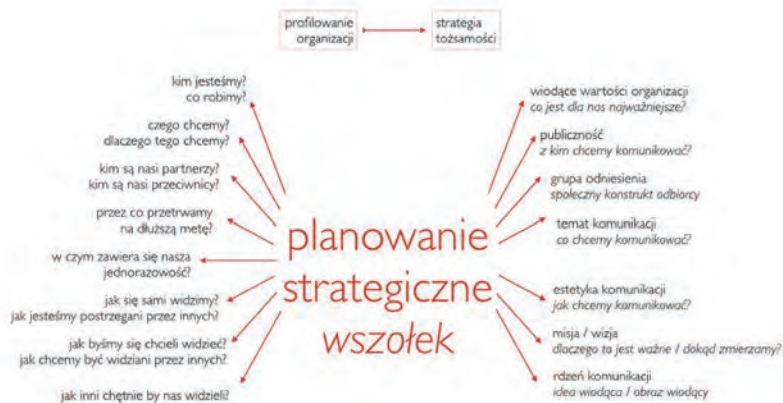 profilowanie
organizacji
strategia
tożsamości
kim jesteśmy?
co robimy?
czego chcemy?
dlaczego tego chcemy?
kim są nasi partnerzy?
kim są nasi przeciwnicy?
przez co przetrwamy
na dłuższą metę?
w czym zawiera się nasza
jednorazowość?
jak się sami widzimy?
jak jesteśmy postrzegani przez innych?
jak byśmy się chcieli widzieć?
jak chcemy być widziani przez innych?
jak inni chętnie by nas widzieli?
planowanie
strategiczne
wszołek
wiodące wartości organizacji
co jest dla nas najważniejsze?
publiczność
z kim chcemy komunikować?
grupa odniesienia
społeczny konstrukt odbiorcy
temat komunikacji
co chcemy komunikować?
estetyka komunikacji
jak chcemy komunikować?
misja / wizja
dlaczego to jest ważne / dokąd zmierzamy?
rdzeń komunikacji
idea wiodąca / obraz wiodący